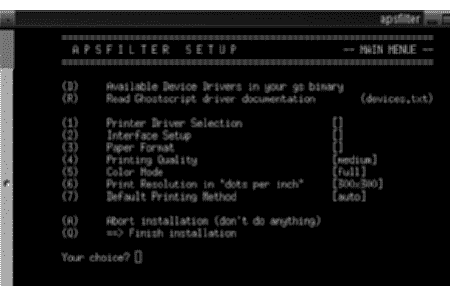 apsfilter
APSFILTER SETUP -- MAIN MENUE --
(D) Available Device Drivers in your gs binary
(R) Read Ghostscript driver documentation (devices.txt)
(1) Printer Driver Selection []
(2) Interface Setup []
(3) Paper Format []
(4) Printing Quality [medium]
(5) Color Mode [full]
(6) Print Resolution in "dots per inch" [300x300]
(7) Default Printing Method [auto]
(A) Abort installation (don't do anything)
(Q) ==> Finish installation
Your choice? []